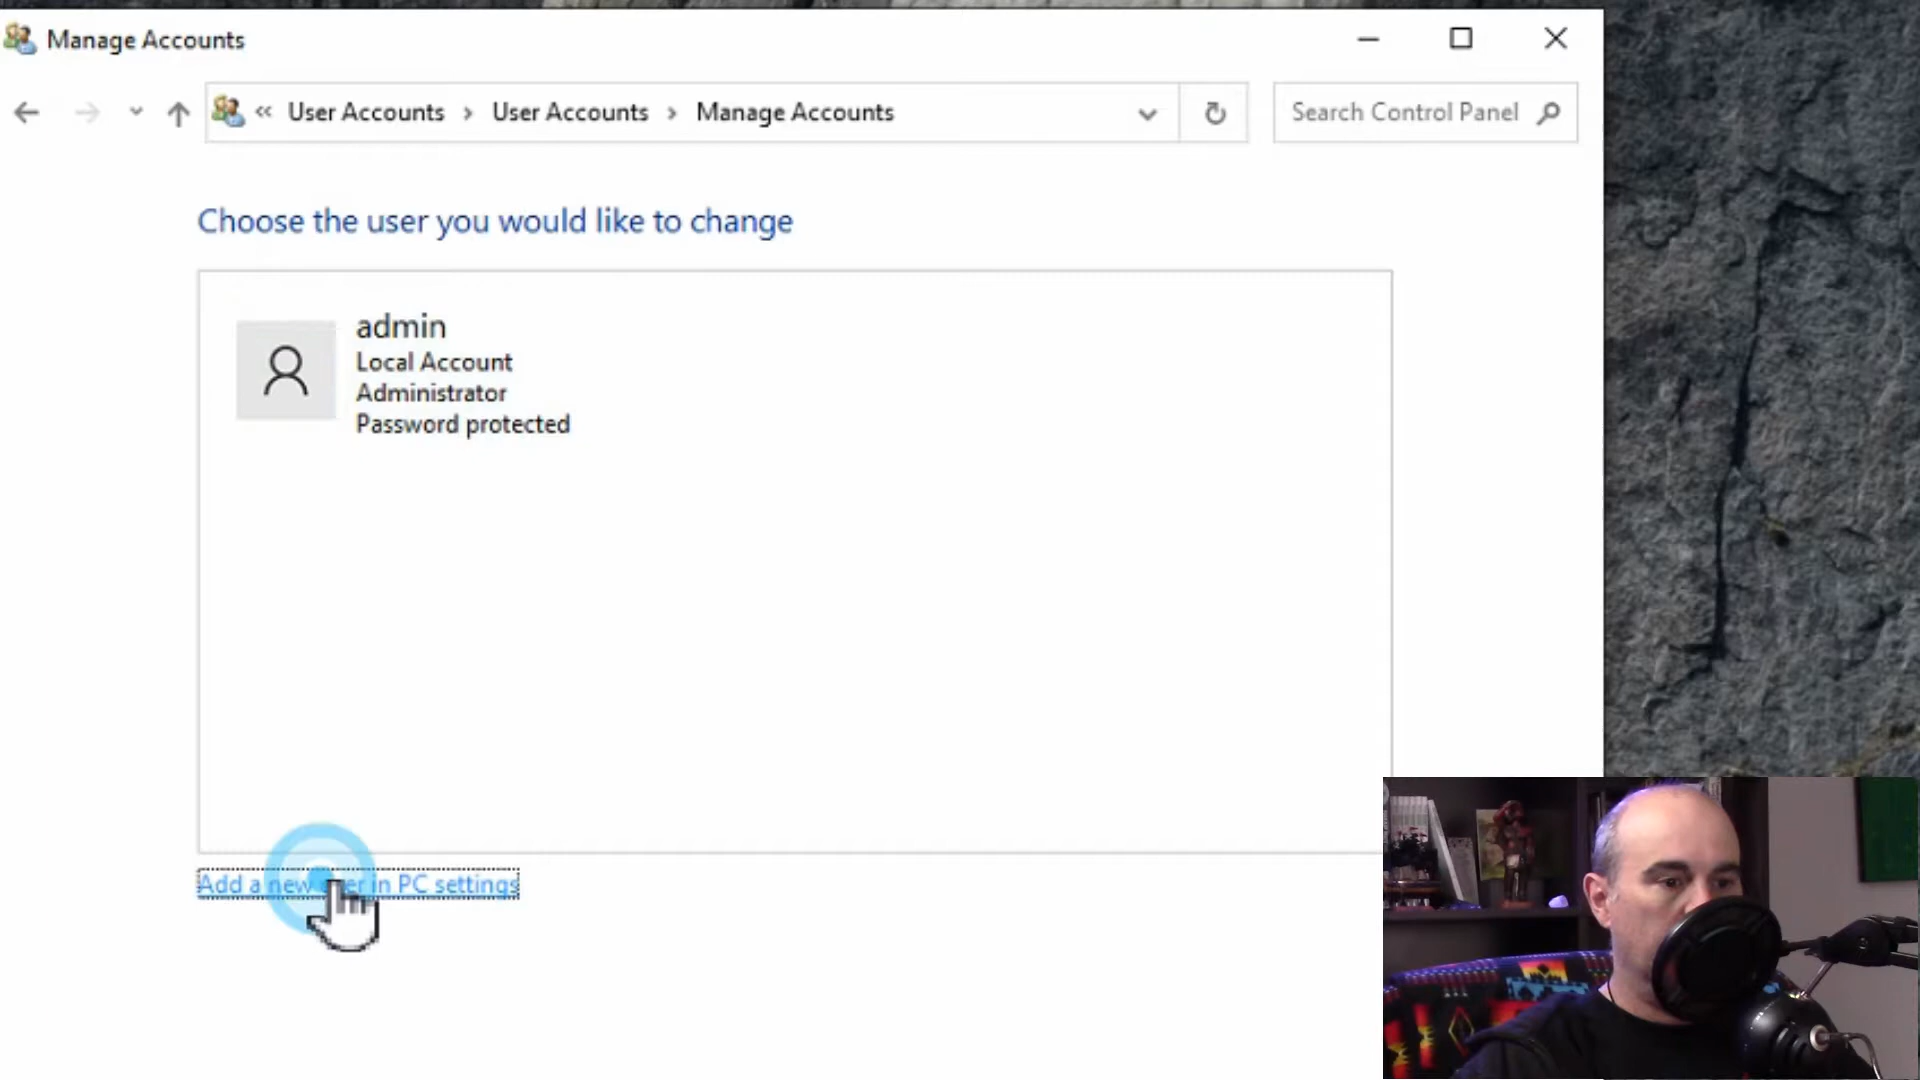 Manage Accounts
« User Accounts > User Accounts > Manage Accounts
Search Control Panel
Choose the user you would like to change
admin
Local Account
Administrator
Password protected
Add a new user in PC settings